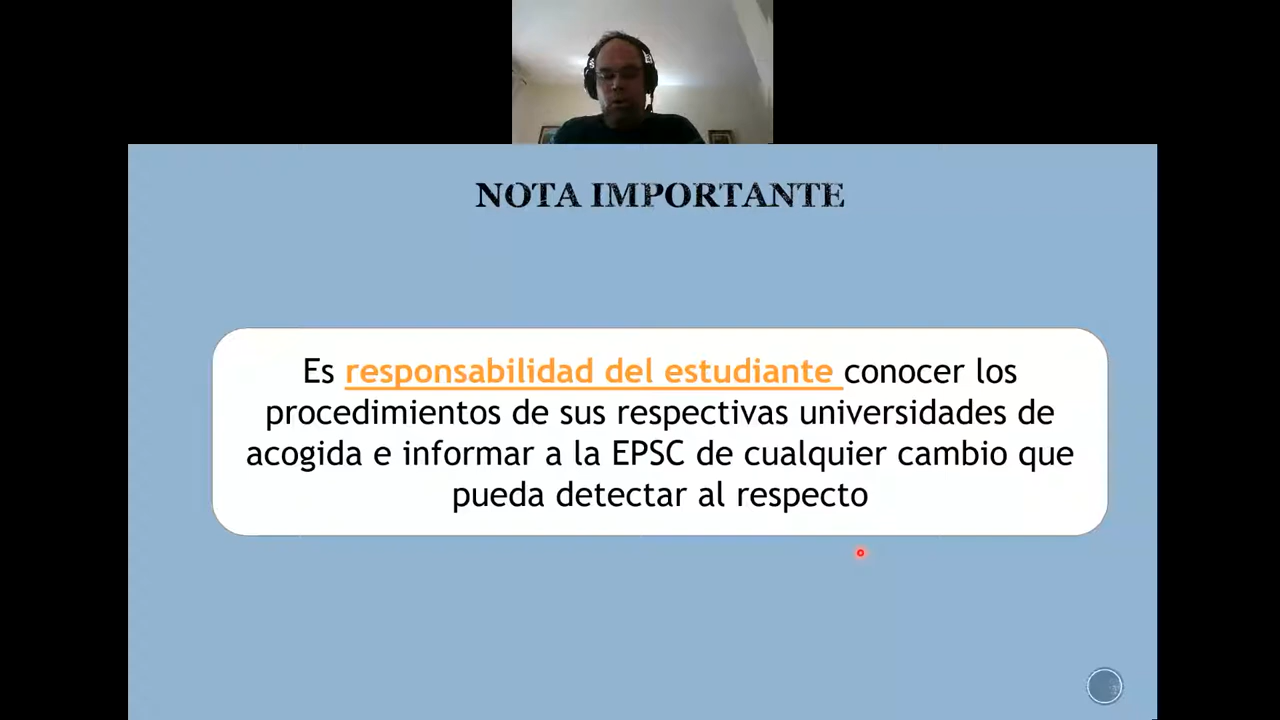 NOTA IMPORTANTE
Es responsabilidad del estudiante conocer los
procedimientos de sus respectivas universidades de
acogida e informar a la EPSC de cualquier cambio que
pueda detectar al respecto